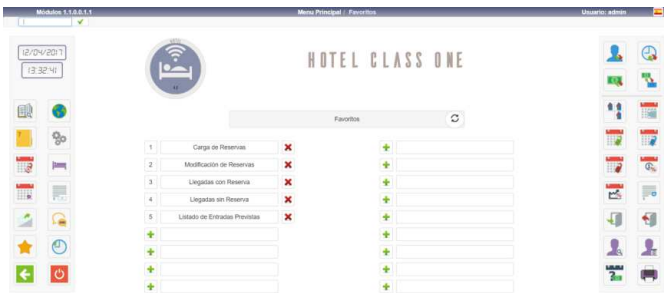 Módulos 1.1.0.0.1.1
Menu Principal / Favoritos
Usuario: admin
12/04/2017
13:32:41
HOTEL CLASS ONE
Favoritos
1 Carga de Reservas
2 Modificación de Reservas
3 Llegadas con Reserva
4 Llegadas sin Reserva
5 Listado de Entradas Previstas